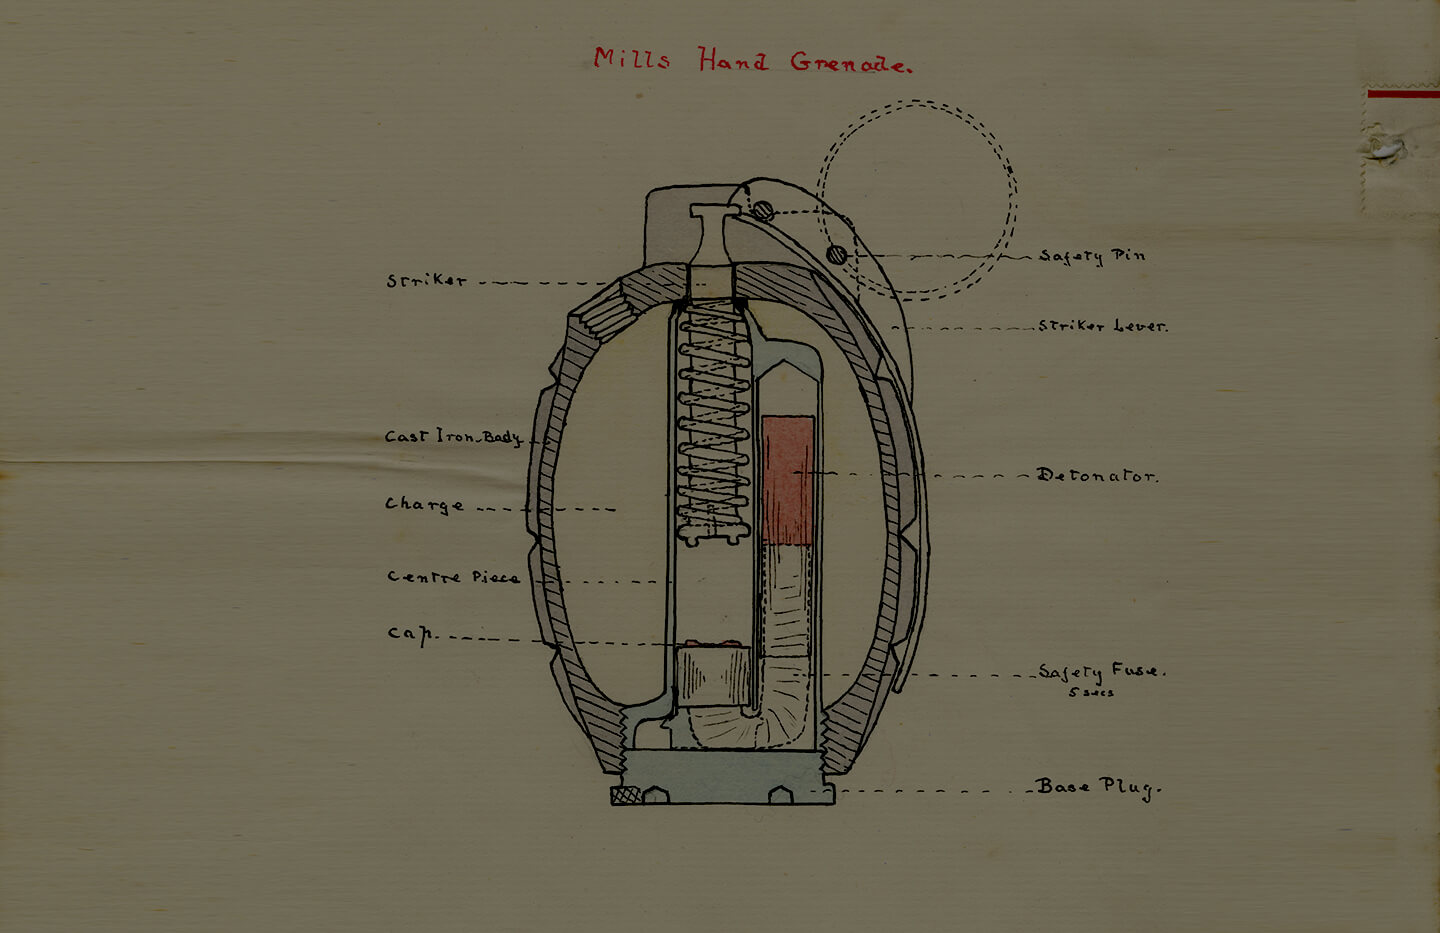 Mills Hand Grenade.
Striker
Cast Iron Body
Charge
Centre Piece
Cap.
Safety Pin
Striker Lever.
Detonator.
Safety Fuse.
5 secs
Base Plug.